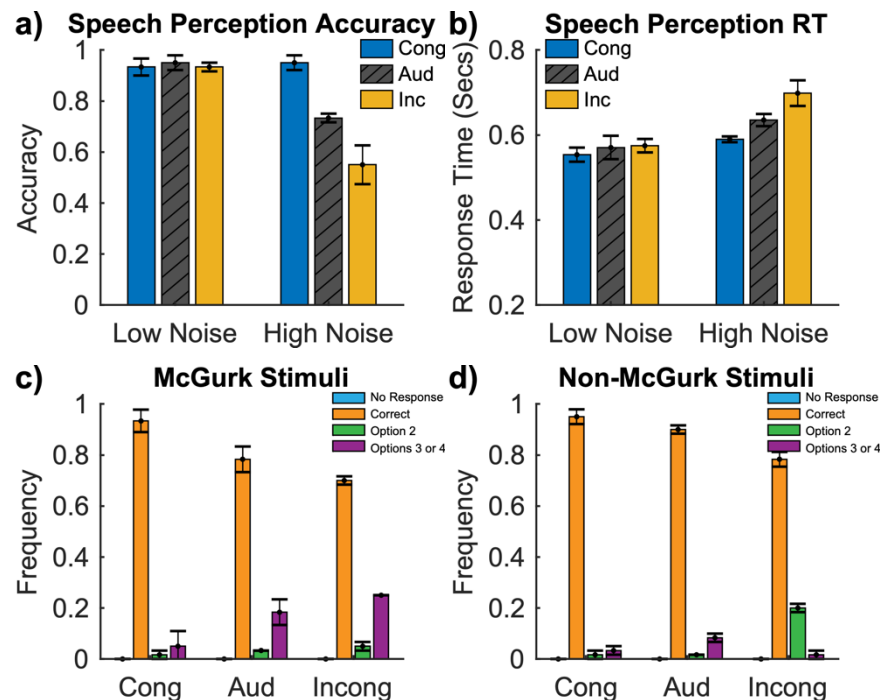 a) Speech Perception Accuracy
1
0.8
0.6
0.4
0.2
0
Accuracy
Cong
Aud
Inc
Low Noise High Noise
b) Speech Perception RT
0.8
0.6
0.4
0.2
Response Time (Secs)
Cong
Aud
Inc
Low Noise High Noise
c) McGurk Stimuli
1
0.8
0.6
0.4
0.2
0
Frequency
No Response
Correct
Option 2
Options 3 or 4
Cong Aud Incong
d) Non-McGurk Stimuli
1
0.8
0.6
0.4
0.2
0
Frequency
No Response
Correct
Option 2
Options 3 or 4
Cong Aud Incong